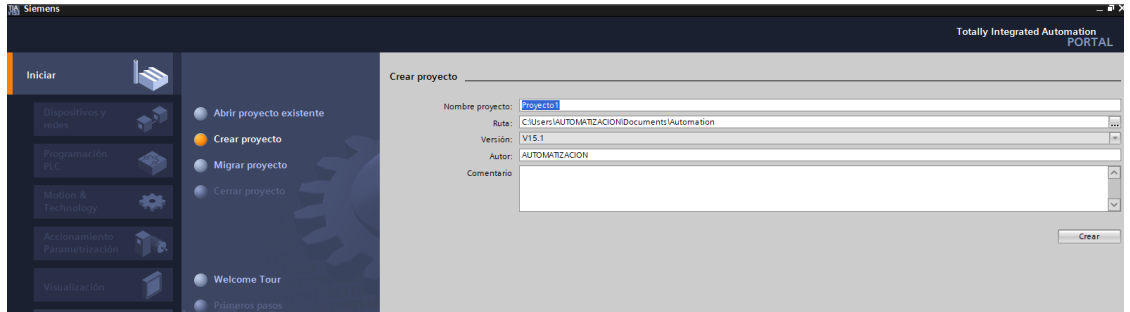 Siemens
Totally Integrated Automation
PORTAL
Iniciar
Dispositivos y
redes
Programación
PLC
Motion &
Technology
Accionamiento
Parametrización
Visualización
Abrir proyecto existente
Crear proyecto
Migrar proyecto
Cerrar proyecto
Welcome Tour
Primeros pasos
Crear proyecto
Nombre proyecto: Proyecto1
Ruta: C:\Users\AUTOMATIZACION\Documents\Automation
...
Versión: V15.1
Autor: AUTOMATIZACION
Comentario
Crear